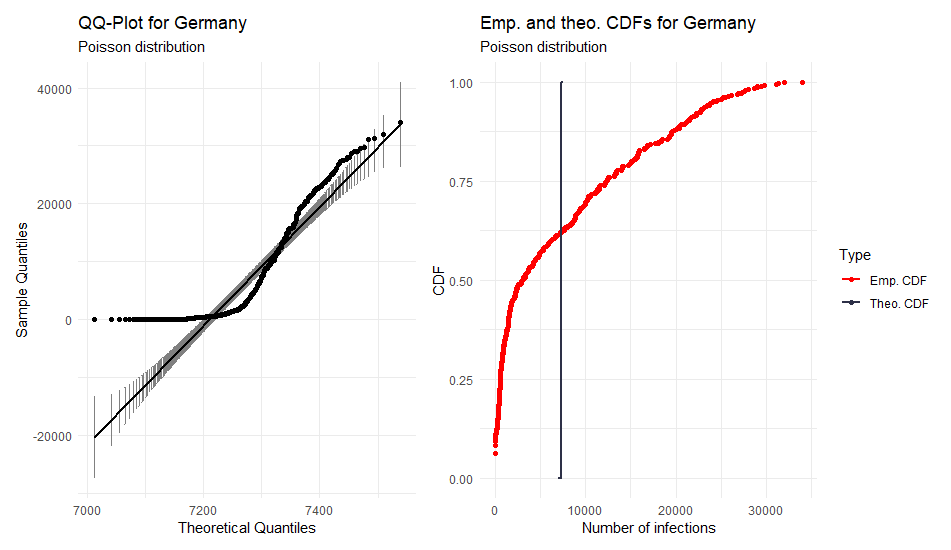 QQ-Plot for Germany
Poisson distribution
40000
20000
0
-20000
Sample Quantiles
7000
7200
7400
Theoretical Quantiles
Emp. and theo. CDFs for Germany
Poisson distribution
1.00
0.75
0.50
0.25
0.00
CDF
0
10000
20000
30000
Number of infections
Type
Emp. CDF
Theo. CDF